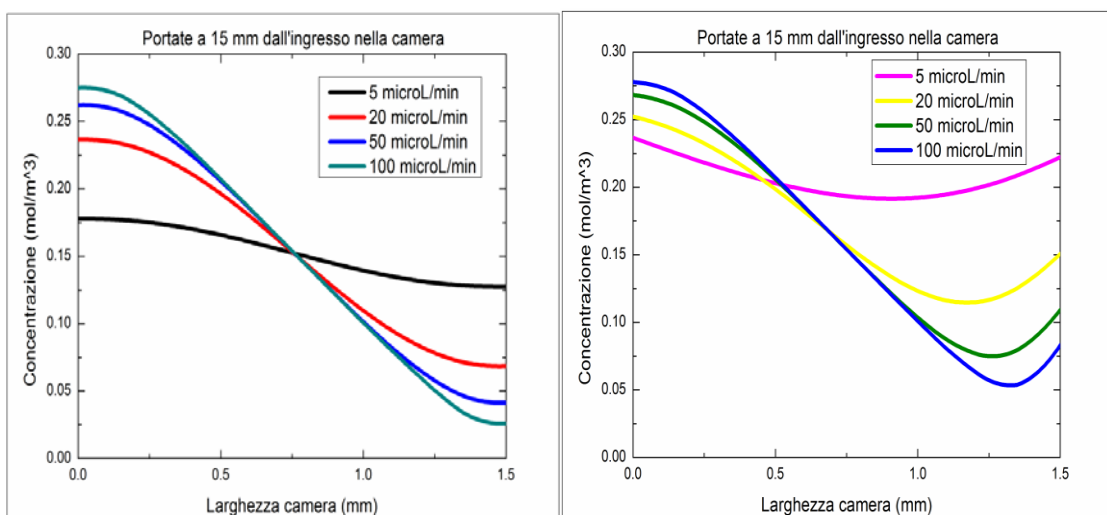 Portate a 15 mm dall'ingresso nella camera
0.30
0.25
0.20
0.15
0.10
0.05
0.00
Concentrazione (mol/m^3)
5 microL/min
20 microL/min
50 microL/min
100 microL/min
0.0 0.5 1.0 1.5
Larghezza camera (mm)
Portate a 15 mm dall'ingresso nella camera
0.30
0.25
0.20
0.15
0.10
0.05
0.00
Concentrazione (mol/m^3)
5 microL/min
20 microL/min
50 microL/min
100 microL/min
0.0 0.5 1.0 1.5
Larghezza camera (mm)